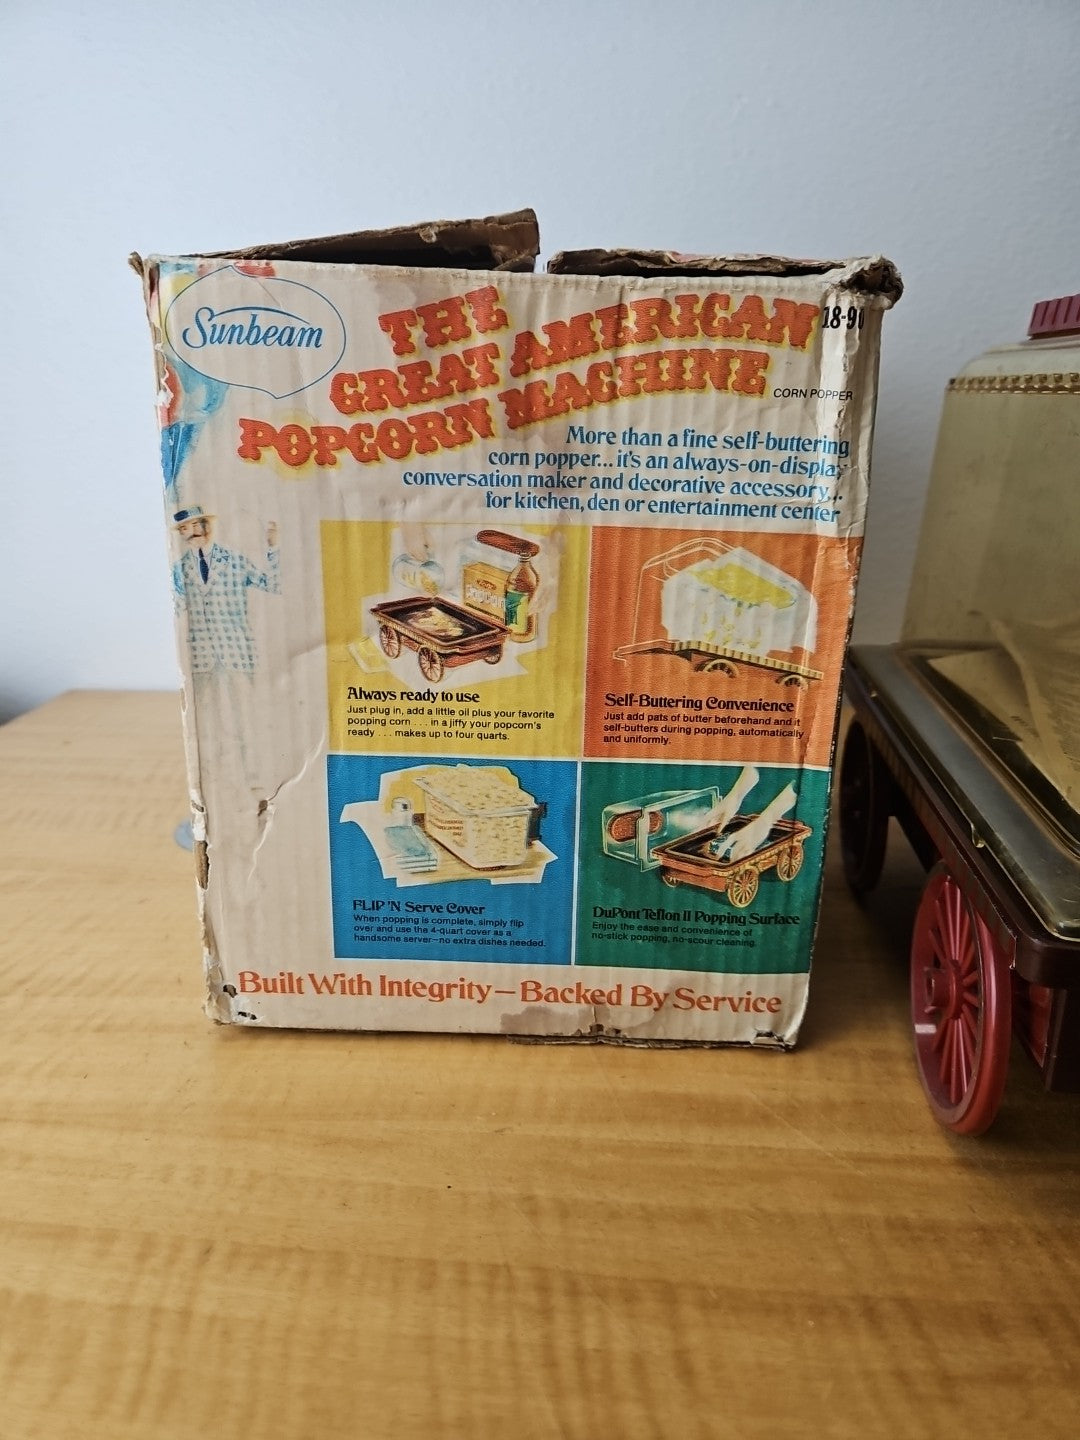 Sunbeam
THE
GREAT AMERICAN
POPCORN MACHINE
18-90
CORN POPPER
More than a fine self-buttering
corn popper... it's an always-on-display
conversation maker and decorative accessory...
for kitchen, den or entertainment center
popcorn
Always ready to use
Just plug in, add a little oil plus your favorite
popping corn . . . in a jiffy your popcorn's
ready . . . makes up to four quarts.
Self-Buttering Convenience
Just add pats of butter beforehand and it
self-butters during popping, automatically
and uniformly.
FLIP 'N Serve Cover
When popping is complete, simply flip
over and use the 4-quart cover as a
handsome server—no extra dishes needed.
DuPont Teflon II Popping Surface
Enjoy the ease and convenience of
no-stick popping, no-scour cleaning.
Built With Integrity — Backed By Service